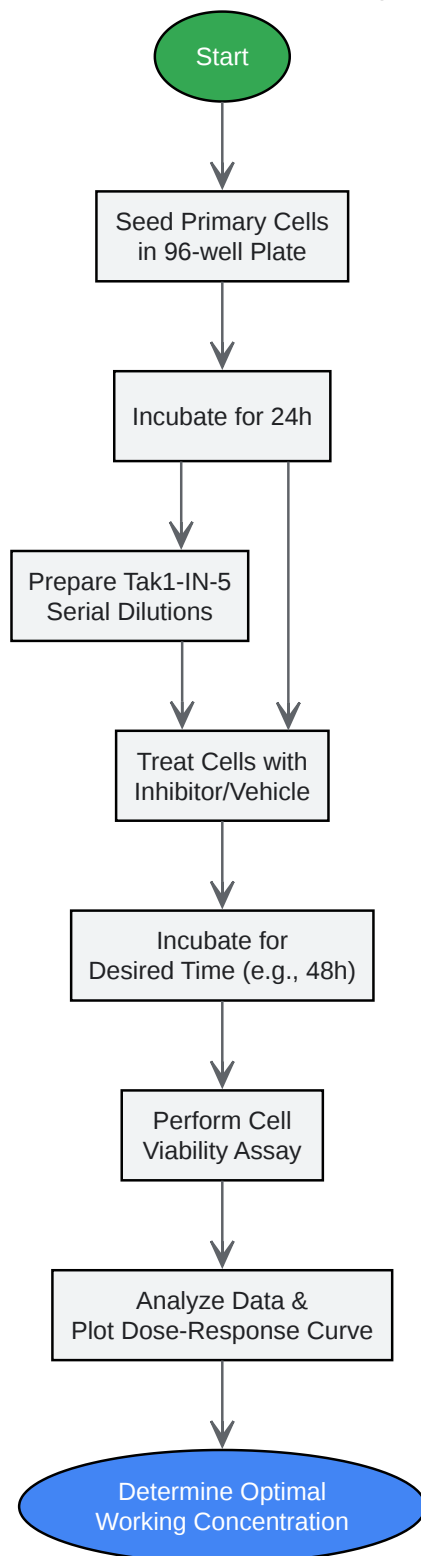 Start
Seed Primary Cells
in 96-well Plate
Incubate for 24h
Prepare Tak1-IN-5
Serial Dilutions
Treat Cells with
Inhibitor/Vehicle
Incubate for
Desired Time (e.g., 48h)
Perform Cell
Viability Assay
Analyze Data &
Plot Dose-Response Curve
Determine Optimal
Working Concentration